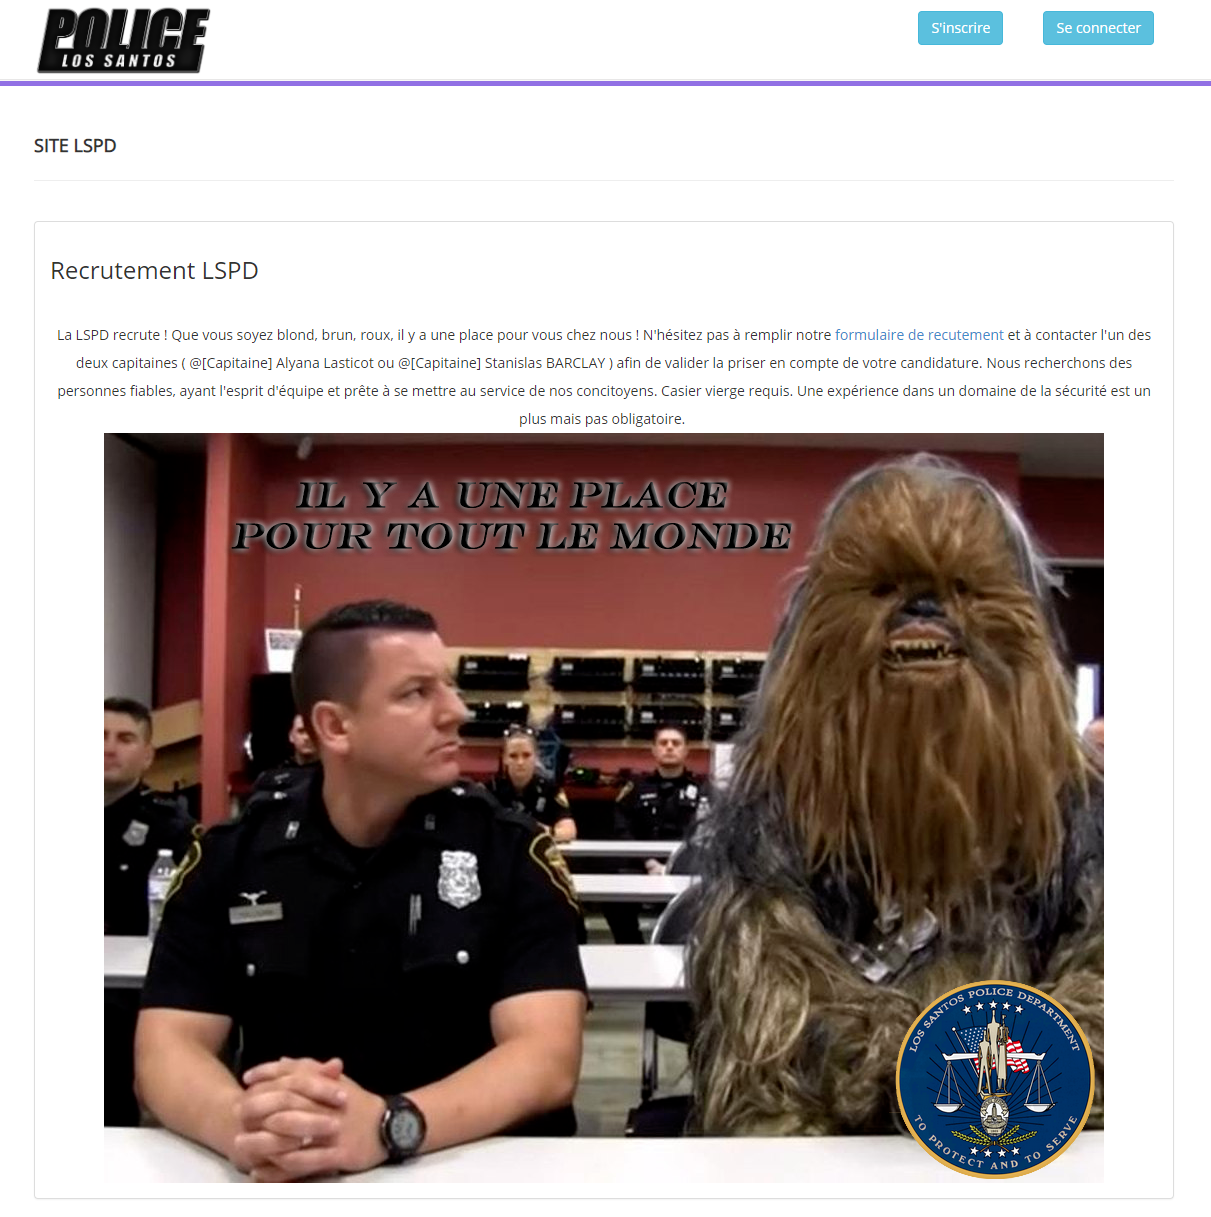 POLICE
LOS SANTOS
S'inscrire
Se connecter
SITE LSPD
Recrutement LSPD
La LSPD recrute ! Que vous soyez blond, brun, roux, il y a une place pour vous chez nous ! N'hésitez pas à remplir notre formulaire de recutement et à contacter l'un des
deux capitaines ( @[Capitaine] Alyana Lasticot ou @[Capitaine] Stanislas BARCLAY ) afin de valider la priser en compte de votre candidature. Nous recherchons des
personnes fiables, ayant l'esprit d'équipe et prête à se mettre au service de nos concitoyens. Casier vierge requis. Une expérience dans un domaine de la sécurité est un
plus mais pas obligatoire.
IL Y A UNE PLACE
POUR TOUT LE MONDE
LOS SANTOS POLICE DEPARTMENT
TO PROTECT AND TO SERVE